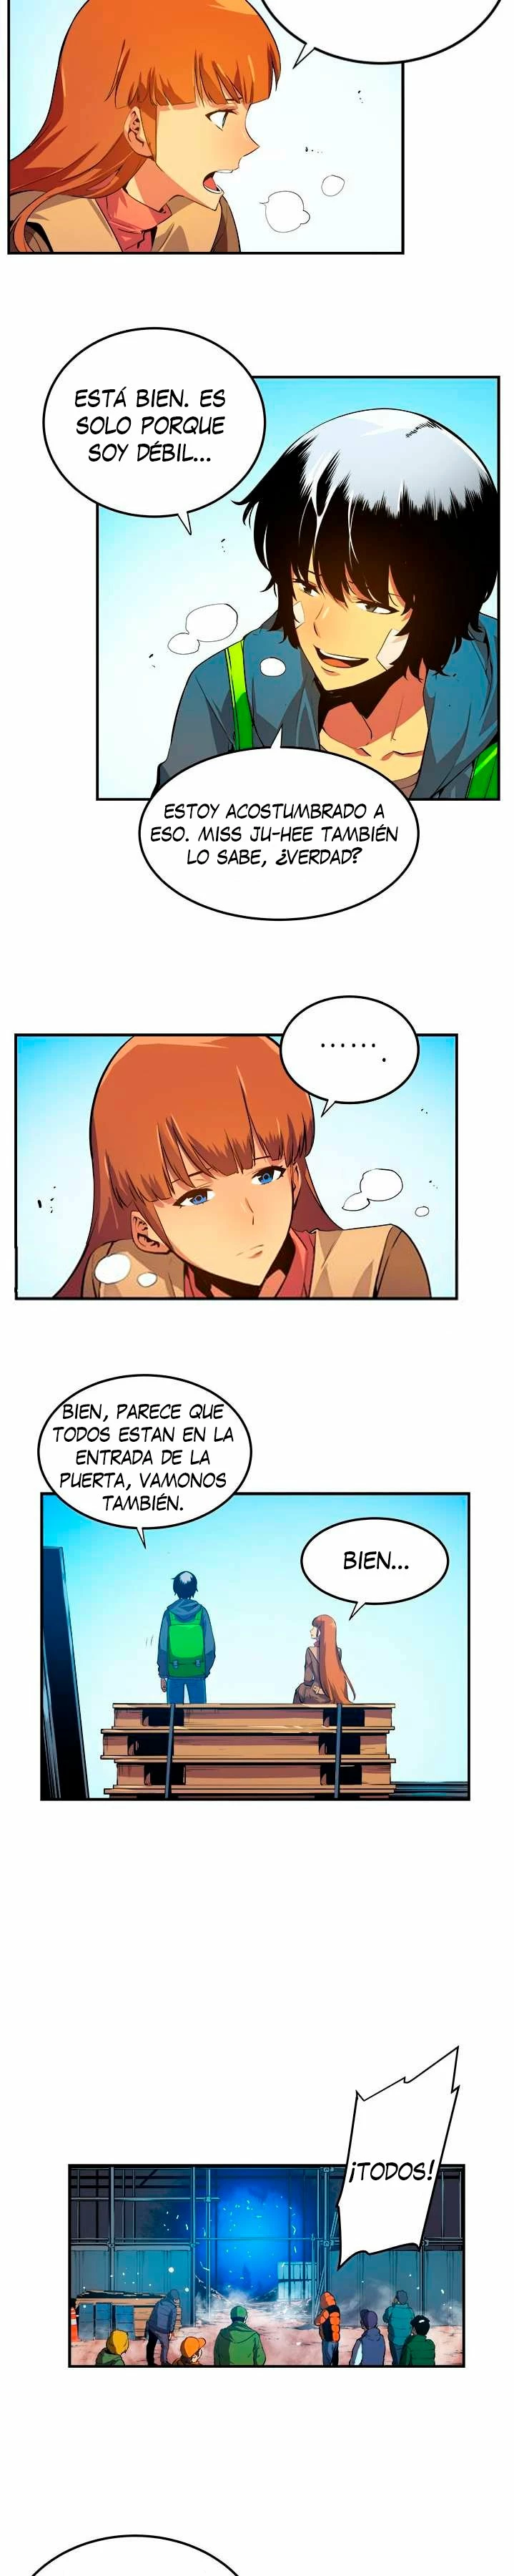 ESTÁ BIEN. ES
SOLO PORQUE
SOY DÉBIL...
ESTOY ACOSTUMBRADO A
ESO. MISS JU-HEE TAMBIÉN
LO SABE, ¿VERDAD?
.......
BIEN, PARECE QUE
TODOS ESTAN EN LA
ENTRADA DE LA
PUERTA, VAMONOS
TAMBIÉN.
BIEN...
¡TODOS!